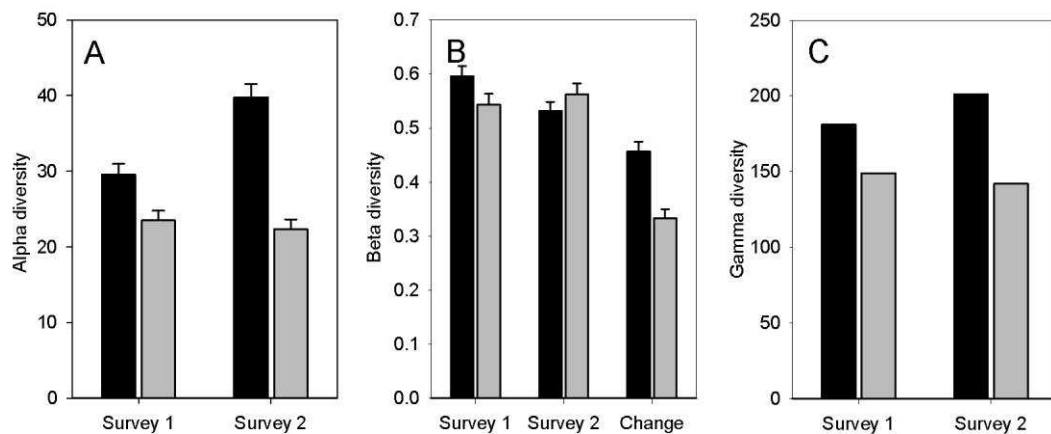 A
Alpha diversity
50
40
30
20
10
0
Survey 1 Survey 2
B
Beta diversity
0.7
0.6
0.5
0.4
0.3
0.2
0.1
0.0
Survey 1 Survey 2 Change
C
Gamma diversity
250
200
150
100
50
0
Survey 1 Survey 2